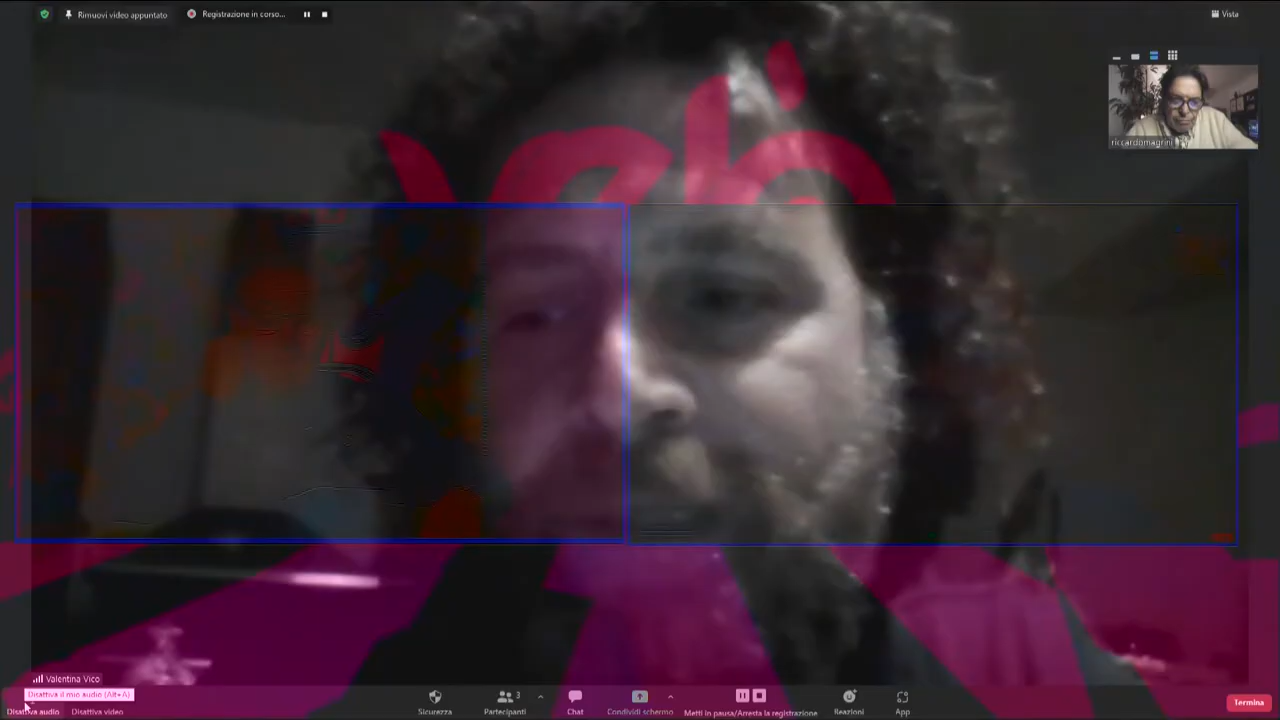 Rimuovi video appuntato
Registrazione in corso...
Vista
riccardomagrini
Valentina Vico
Disattiva il mio audio (Alt+A)
Disattiva audio
Disattiva video
Sicurezza
3
Partecipanti
Chat
Condividi schermo
Metti in pausa/Arresta la registrazione
Reazioni
App
Termina